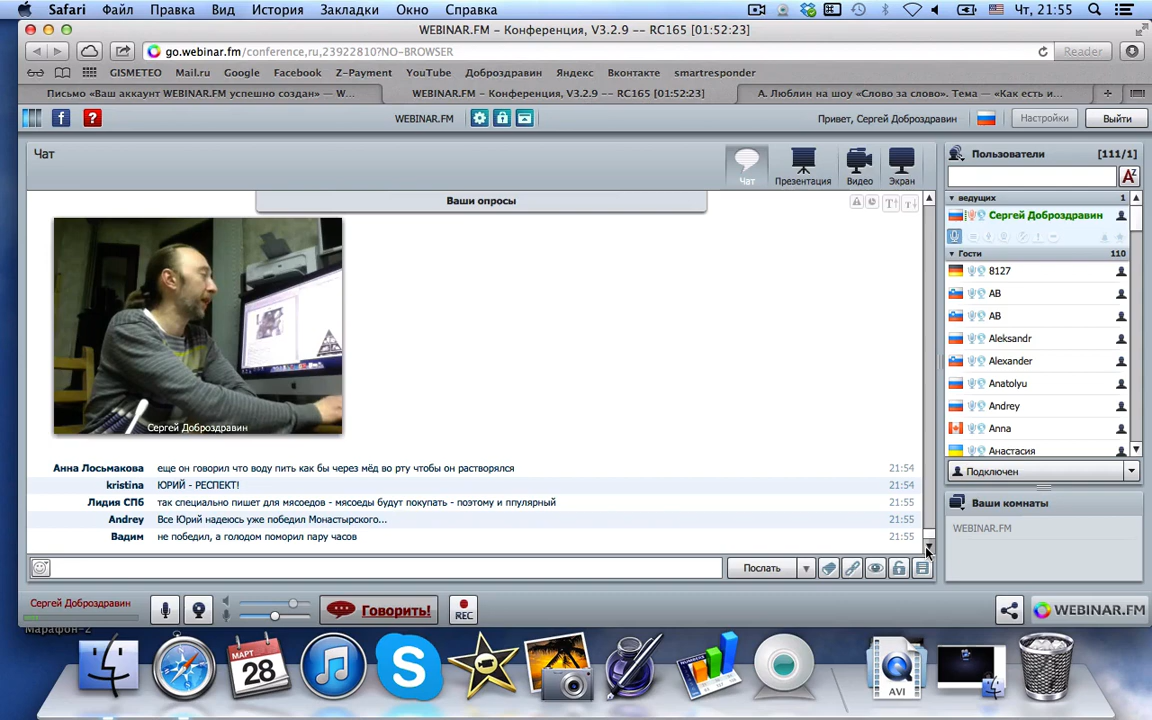 Safari Файл Правка Вид История Закладки Окно Справка Чт, 21:55
WEBINAR.FM – Конференция, V3.2.9 -- RC165 [01:52:23]
go.webinar.fm/conference,ru,23922810?NO-BROWSER Reader
GISMETEO Mail.ru Google Facebook Z-Payment YouTube Доброздравин Яндекс Вконтакте smartresponder
Письмо «Ваш аккаунт WEBINAR.FM успешно создан» — W...
WEBINAR.FM – Конференция, V3.2.9 -- RC165 [01:52:23]
А. Люблин на шоу «Слово за слово». Тема — «Как есть и...
WEBINAR.FM
Привет, Сергей Доброздравин Настройки Выйти
Чат
Чат Презентация Видео Экран
Ваши опросы
Сергей Доброздравин
Анна Лосьмакова еще он говорил что воду пить как бы через мёд во рту чтобы он растворялся 21:54
kristina ЮРИЙ - РЕСПЕКТ! 21:54
Лидия СПб так специально пишет для мясоедов - мясоеды будут покупать - поэтому и ппулярный 21:55
Andrey Все Юрий надеюсь уже победил Монастырского... 21:55
Вадим не победил, а голодом поморил пару часов 21:55
Послать
Пользователи [111/1]
ведущих 1
Сергей Доброздравин
Гости 110
8127
AB
AB
Aleksandr
Alexander
Anatolyu
Andrey
Anna
Анастасия
Подключен
Ваши комнаты
WEBINAR.FM
Сергей Доброздравин
Говорить!
REC
WEBINAR.FM
Марафон-2
МАРТ
28
NUMBERS
AVI